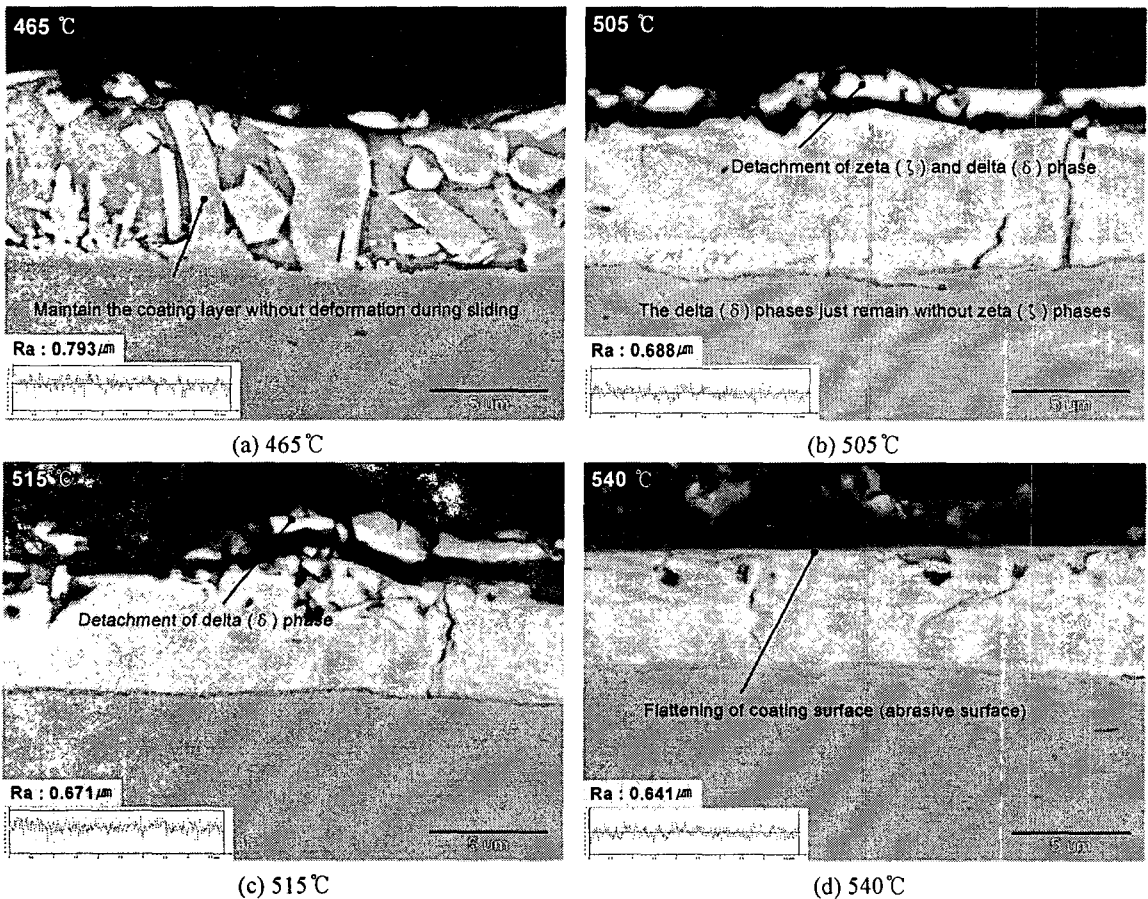 465 ℃
Maintain the coating layer without deformation during sliding
Ra : 0.793㎛
5 um
(a) 465℃
505 ℃
Detachment of zeta ( ζ ) and delta ( δ ) phase
The delta ( δ ) phases just remain without zeta ( ζ ) phases
Ra : 0.688㎛
5 um
(b) 505℃
515 ℃
Detachment of delta ( δ ) phase
Ra : 0.671㎛
5 um
(c) 515℃
540 ℃
Flattening of coating surface (abrasive surface)
Ra : 0.641㎛
5 um
(d) 540℃